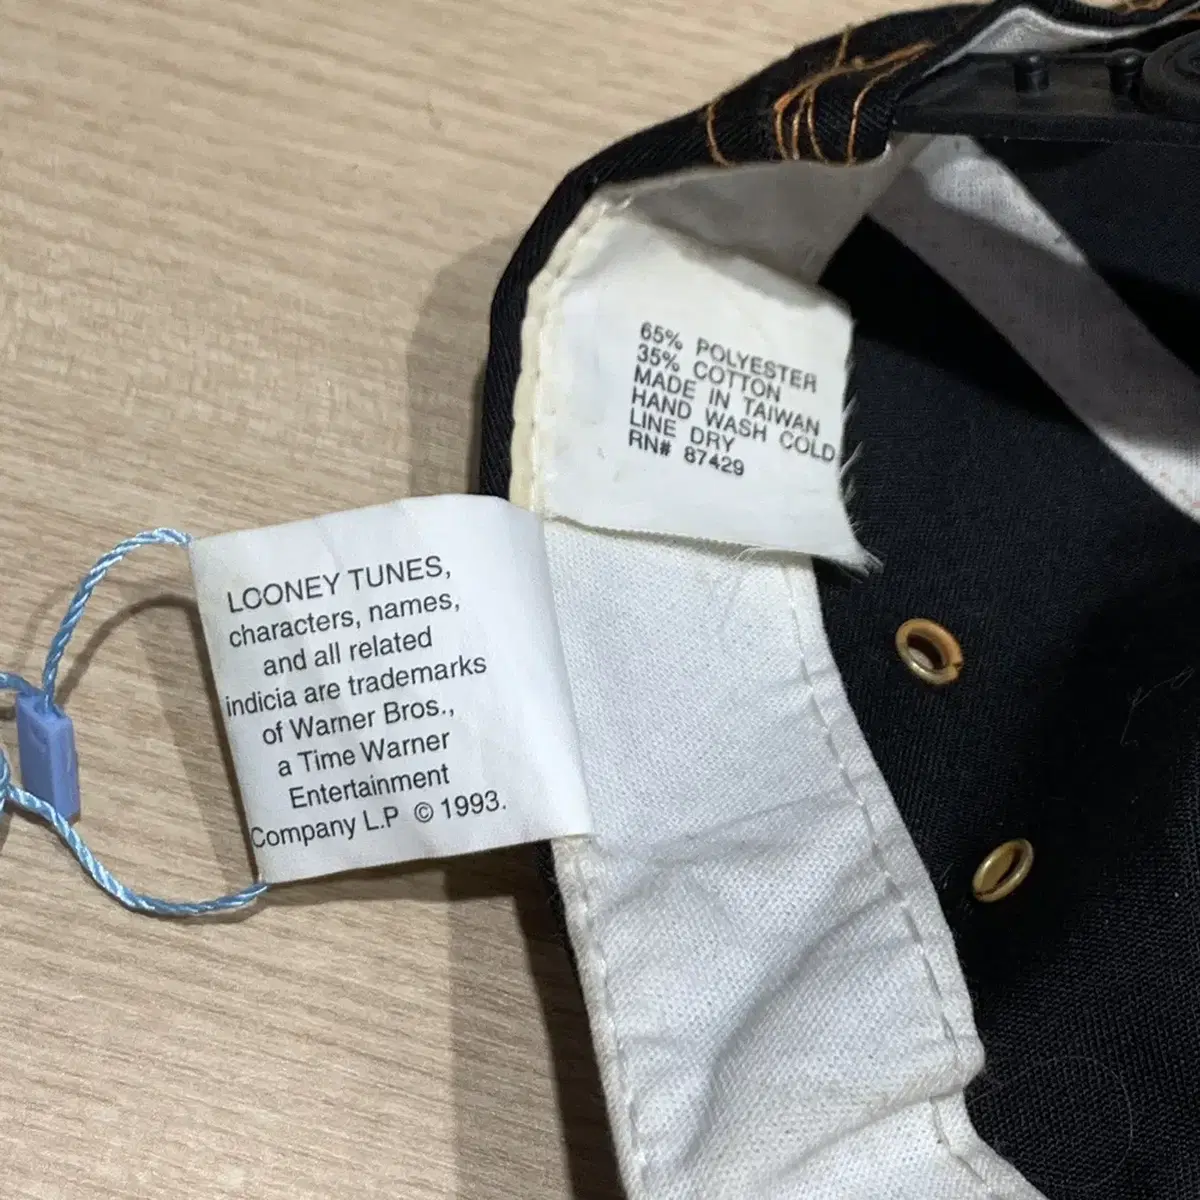 65% POLYESTER
35% COTTON
MADE IN TAIWAN
HAND WASH COLD
LINE DRY
RN# 87429
LOONEY TUNES,
characters, names,
and all related
indicia are trademarks
of Warner Bros.,
a Time Warner
Entertainment
Company L.P © 1993.